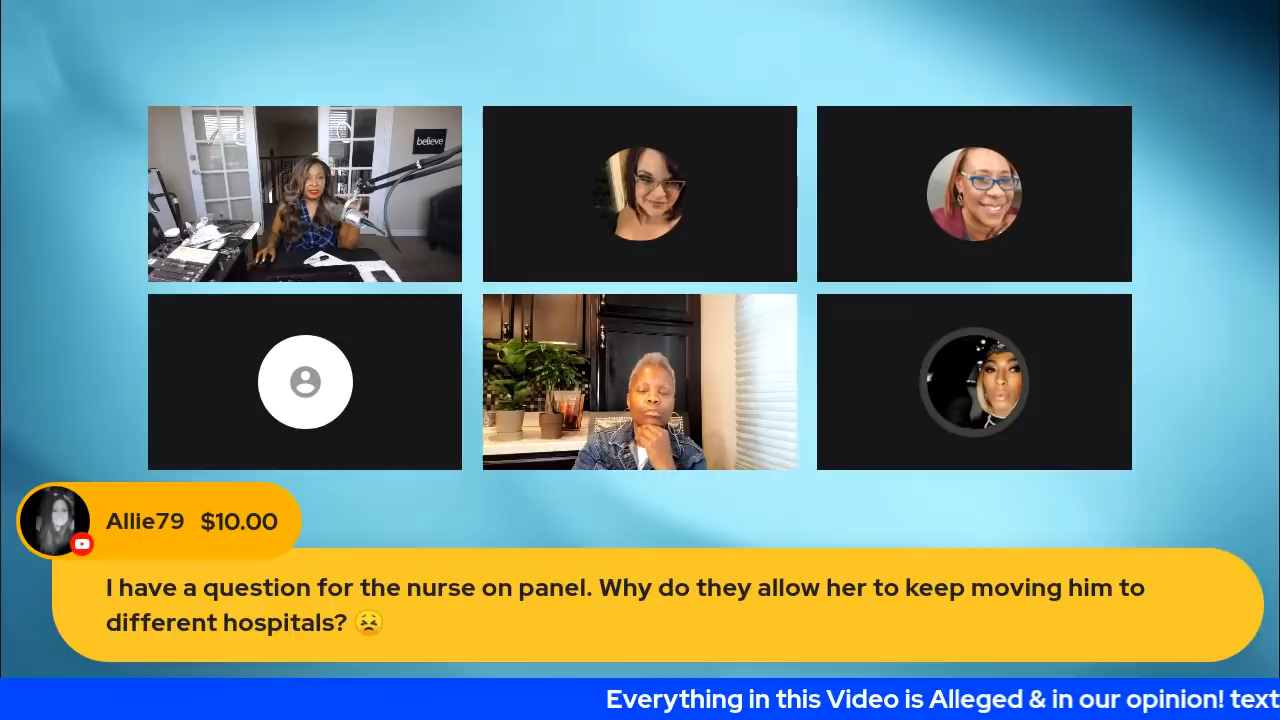 believe
Allie79 $10.00
I have a question for the nurse on panel. Why do they allow her to keep moving him to
different hospitals? 😣
Everything in this Video is Alleged & in our opinion! text